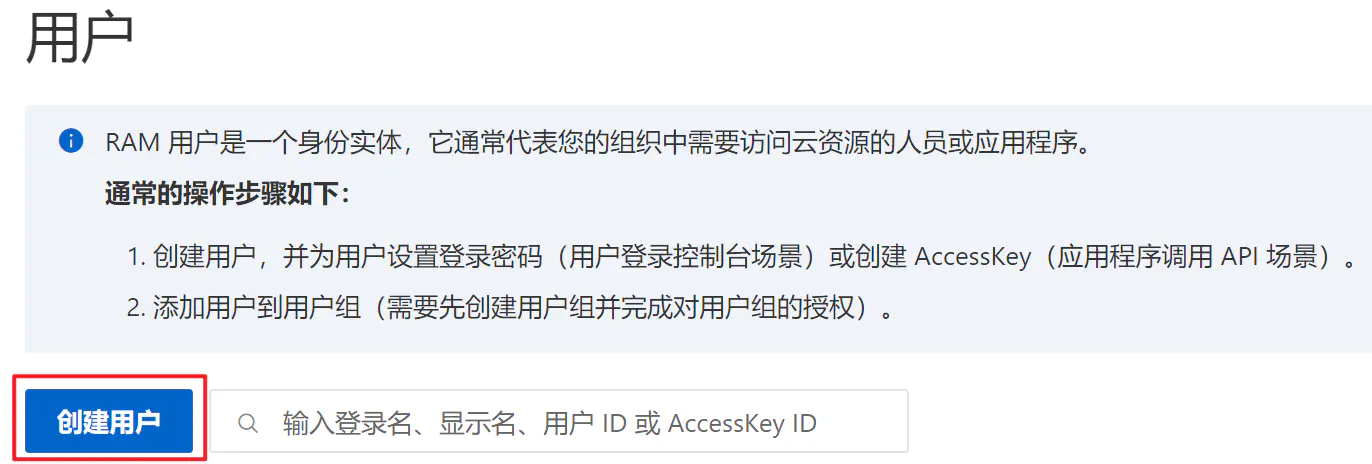 用户
RAM 用户是一个身份实体，它通常代表您的组织中需要访问云资源的人员或应用程序。
通常的操作步骤如下：
1. 创建用户，并为用户设置登录密码（用户登录控制台场景）或创建 AccessKey（应用程序调用 API 场景）。
2. 添加用户到用户组（需要先创建用户组并完成对用户组的授权）。
创建用户
输入登录名、显示名、用户 ID 或 AccessKey ID